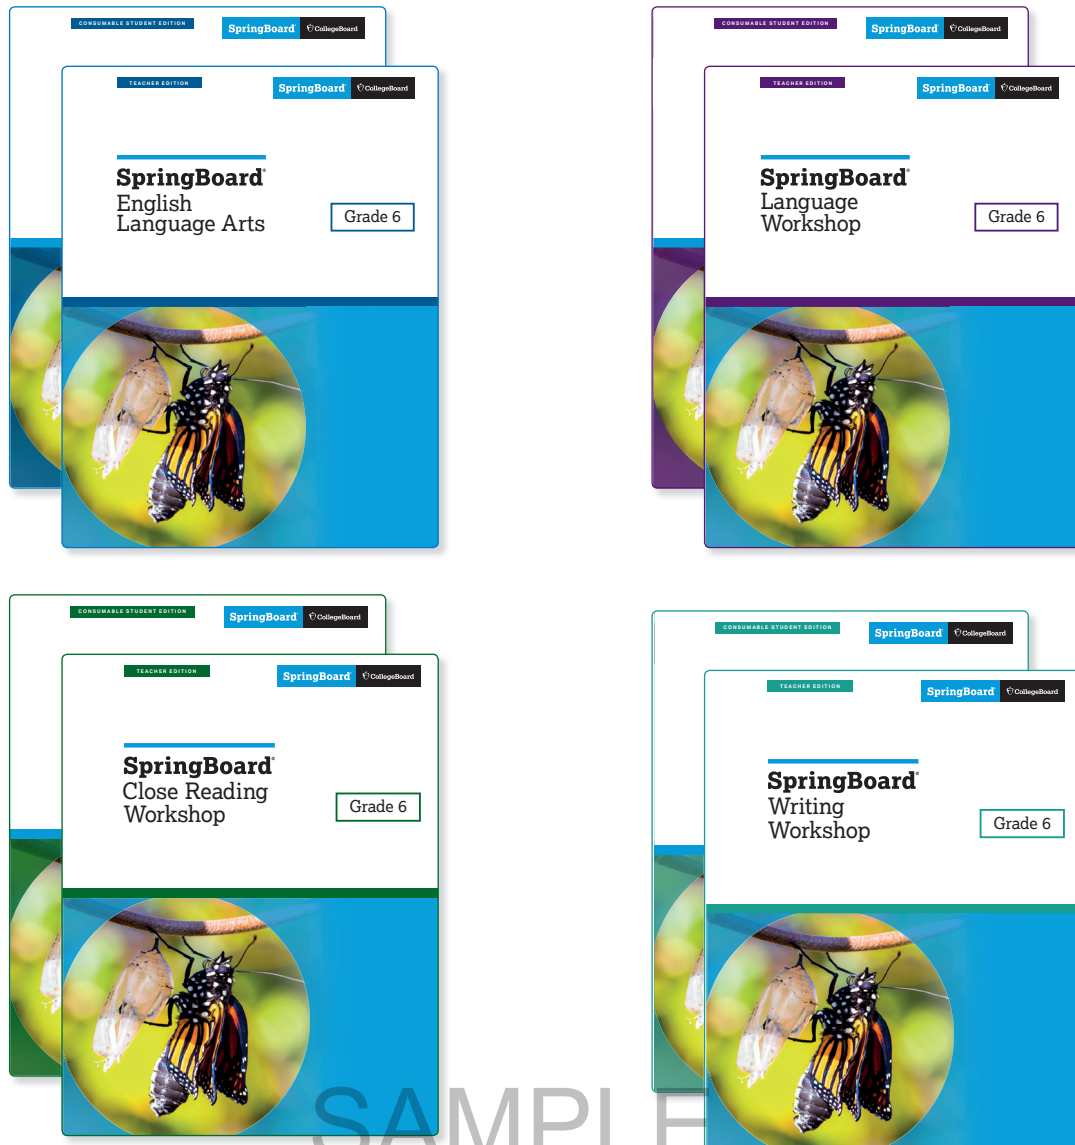 CONSUMABLE STUDENT EDITION
SpringBoard® CollegeBoard
TEACHER EDITION
SpringBoard® CollegeBoard
SpringBoard®
English
Language Arts
Grade 6
CONSUMABLE STUDENT EDITION
SpringBoard® CollegeBoard
TEACHER EDITION
SpringBoard® CollegeBoard
SpringBoard®
Language
Workshop
Grade 6
CONSUMABLE STUDENT EDITION
SpringBoard® CollegeBoard
TEACHER EDITION
SpringBoard® CollegeBoard
SpringBoard®
Close Reading
Workshop
Grade 6
CONSUMABLE STUDENT EDITION
SpringBoard® CollegeBoard
TEACHER EDITION
SpringBoard® CollegeBoard
SpringBoard®
Writing
Workshop
Grade 6
SAMPLE